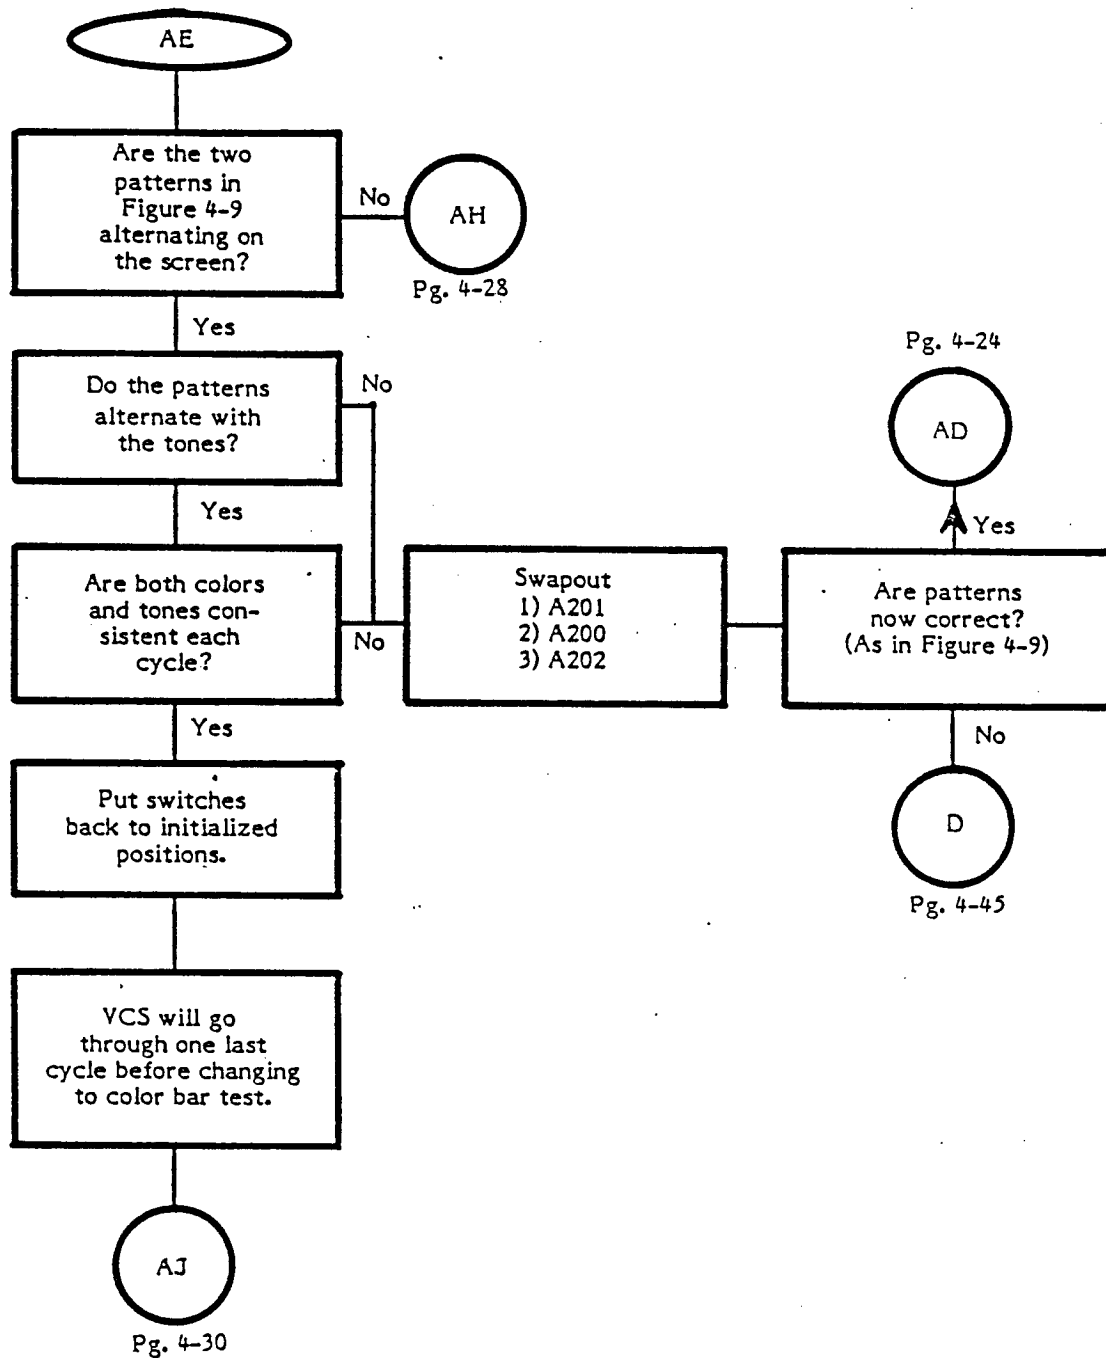 AE
Are the two
patterns in
Figure 4-9
alternating on
the screen?
No
AH
Pg. 4-28
Yes
Do the patterns
alternate with
the tones?
No
Yes
Are both colors
and tones con-
sistent each
cycle?
No
Swapout
1) A201
2) A200
3) A202
Pg. 4-24
AD
Yes
Are patterns
now correct?
(As in Figure 4-9)
No
D
Pg. 4-45
Yes
Put switches
back to initialized
positions.
VCS will go
through one last
cycle before changing
to color bar test.
AJ
Pg. 4-30